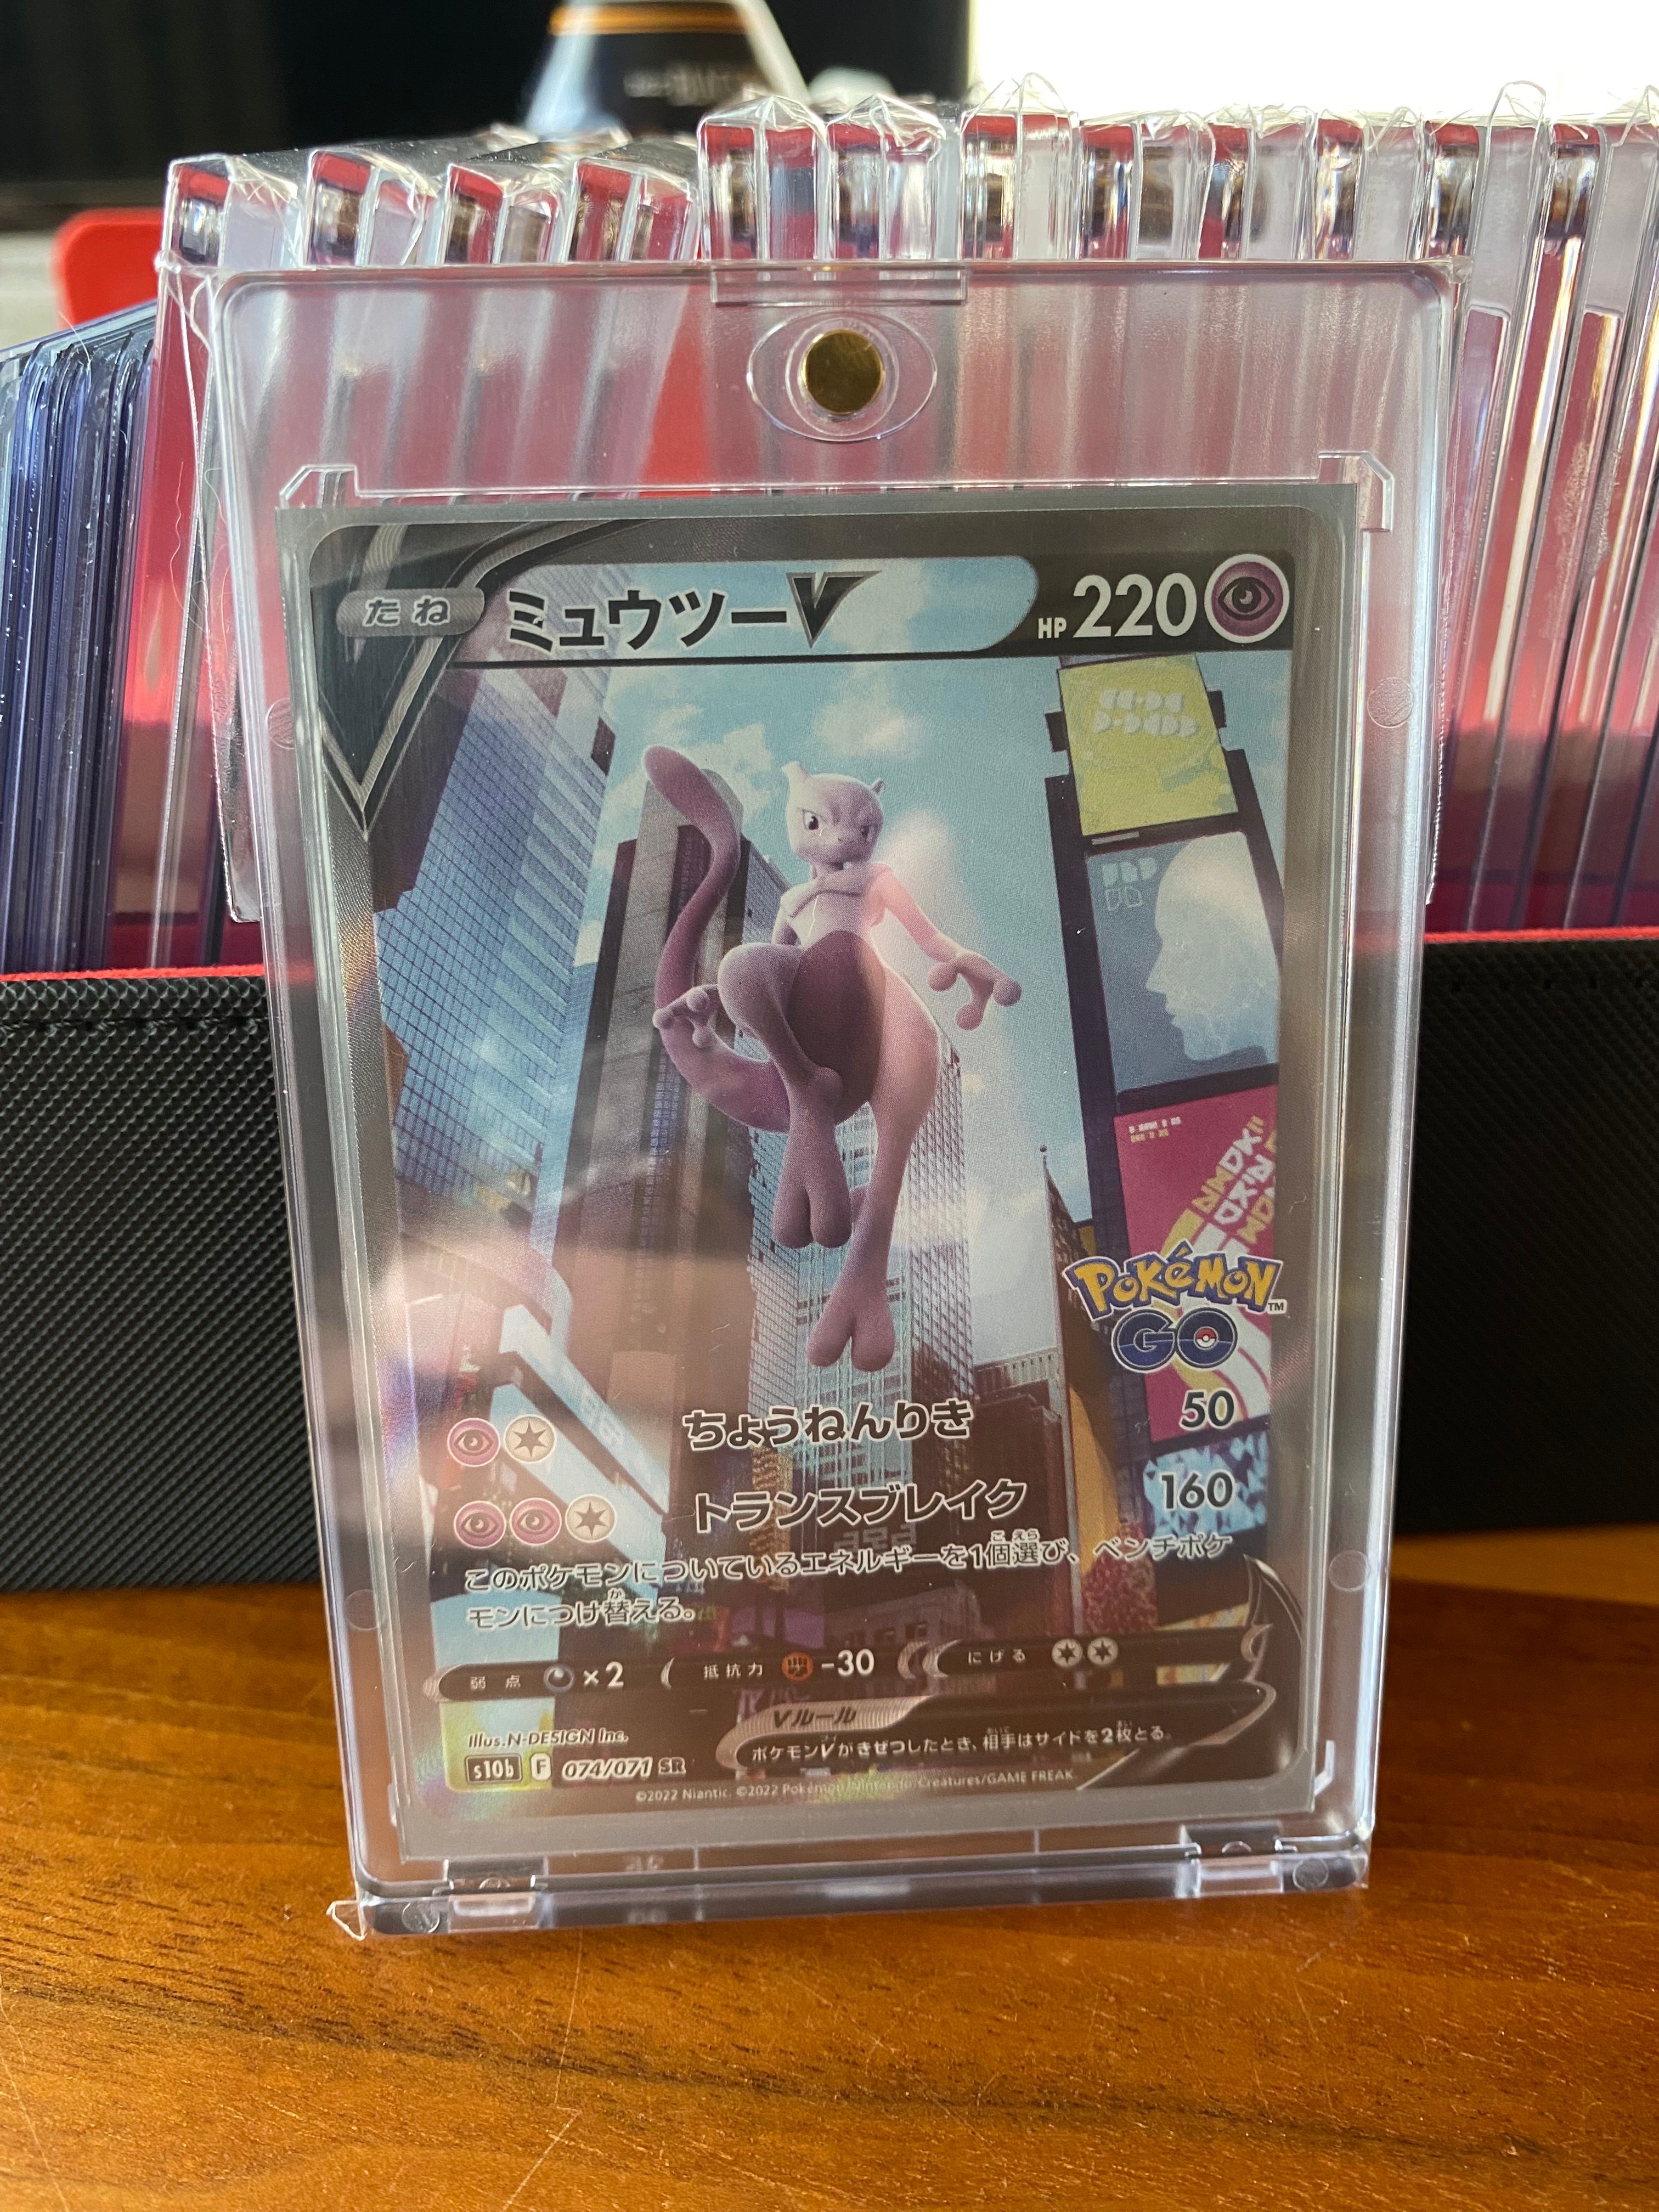 たね ミュウツーV HP 220
POKéMON™
GO
ちょうねんりき 50
トランスブレイク 160
このポケモンについているエネルギーを1個選び、ベンチポケ
モンにつけ替える。
弱点 ×2 抵抗力 -30 にげる
Vルール
ポケモンVがきぜつしたとき、相手はサイドを2枚とる。
Illus. N-DESIGN Inc.
s10b F 074/071 SR
©2022 Niantic. ©2022 Pokémon/Nintendo/Creatures/GAME FREAK.